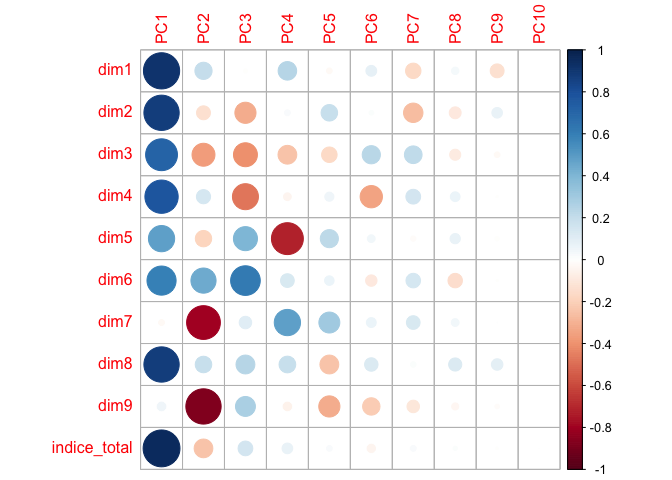 PC1 PC2 PC3 PC4 PC5 PC6 PC7 PC8 PC9 PC10
dim1
dim2
dim3
dim4
dim5
dim6
dim7
dim8
dim9
indice_total
1
0.8
0.6
0.4
0.2
0
-0.2
-0.4
-0.6
-0.8
-1